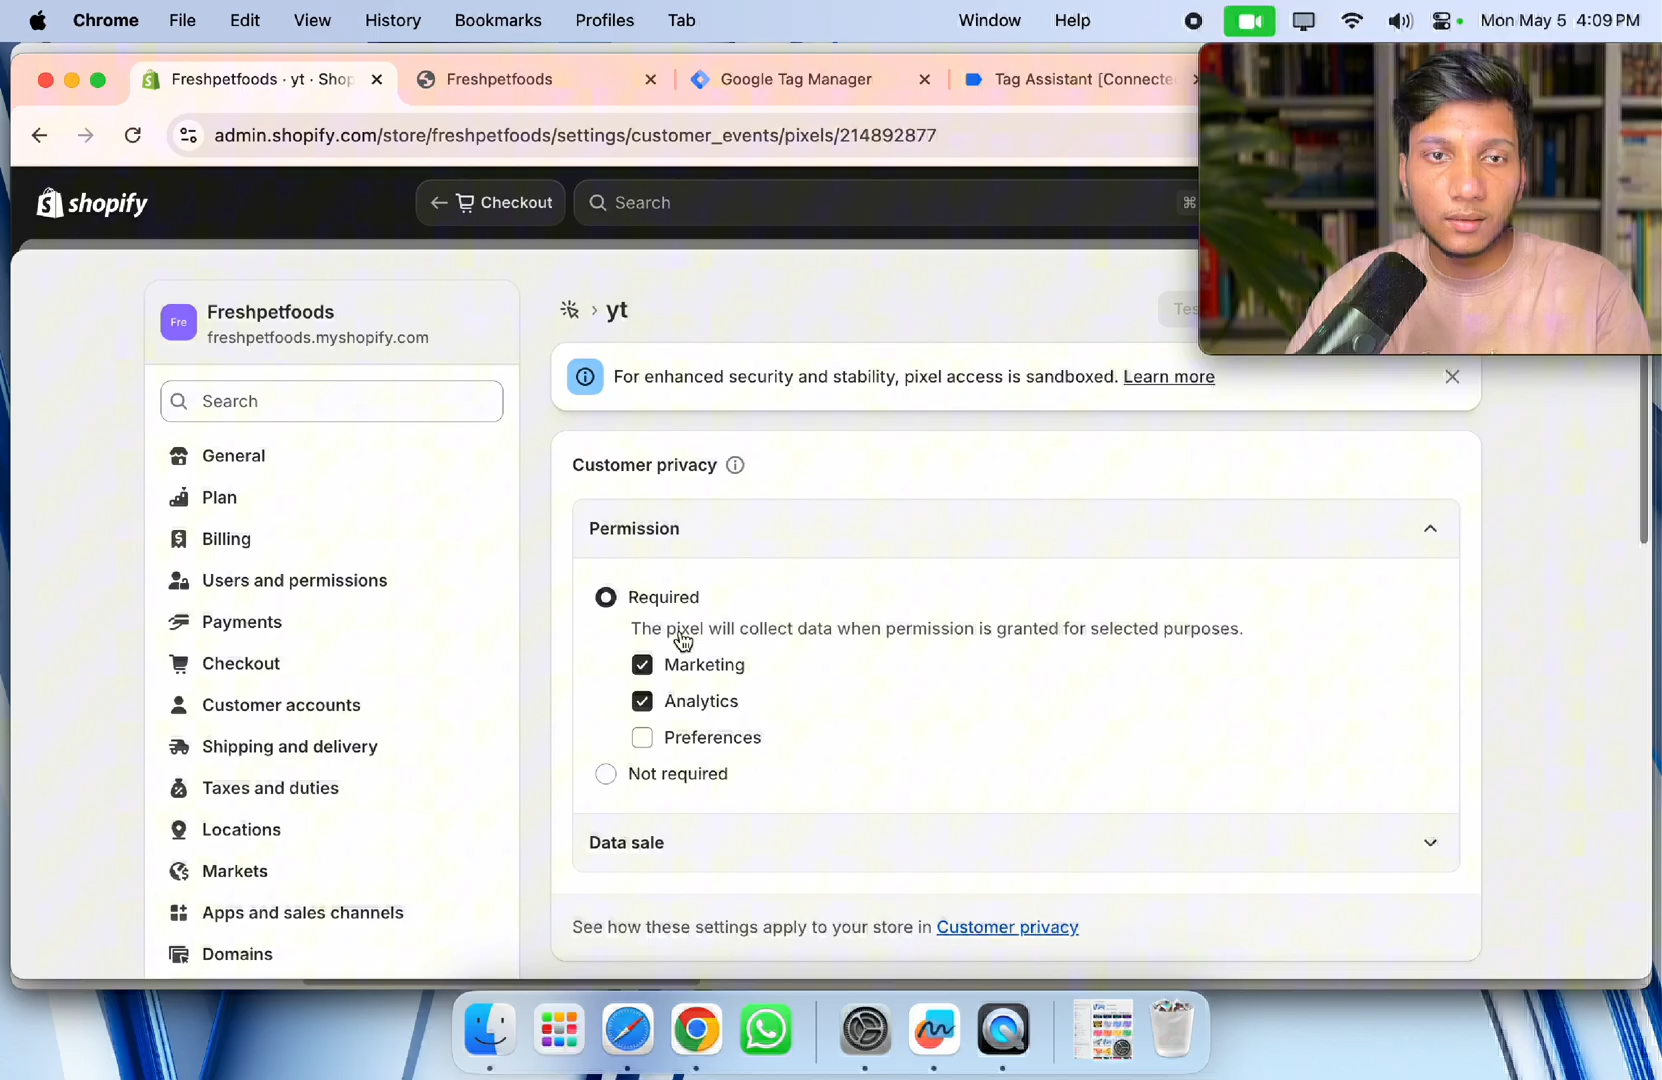 Chrome File Edit View History Bookmarks Profiles Tab Window Help Mon May 5 4:09 PM
Freshpetfoods · yt · Shop Freshpetfoods Google Tag Manager Tag Assistant [Connecte
admin.shopify.com/store/freshpetfoods/settings/customer_events/pixels/214892877
shopify Checkout Search ⌘
Fre
Freshpetfoods
freshpetfoods.myshopify.com
Search
General
Plan
Billing
Users and permissions
Payments
Checkout
Customer accounts
Shipping and delivery
Taxes and duties
Locations
Markets
Apps and sales channels
Domains
› yt
Tes
For enhanced security and stability, pixel access is sandboxed. Learn more
Customer privacy
Permission
Required
The pixel will collect data when permission is granted for selected purposes.
Marketing
Analytics
Preferences
Not required
Data sale
See how these settings apply to your store in Customer privacy